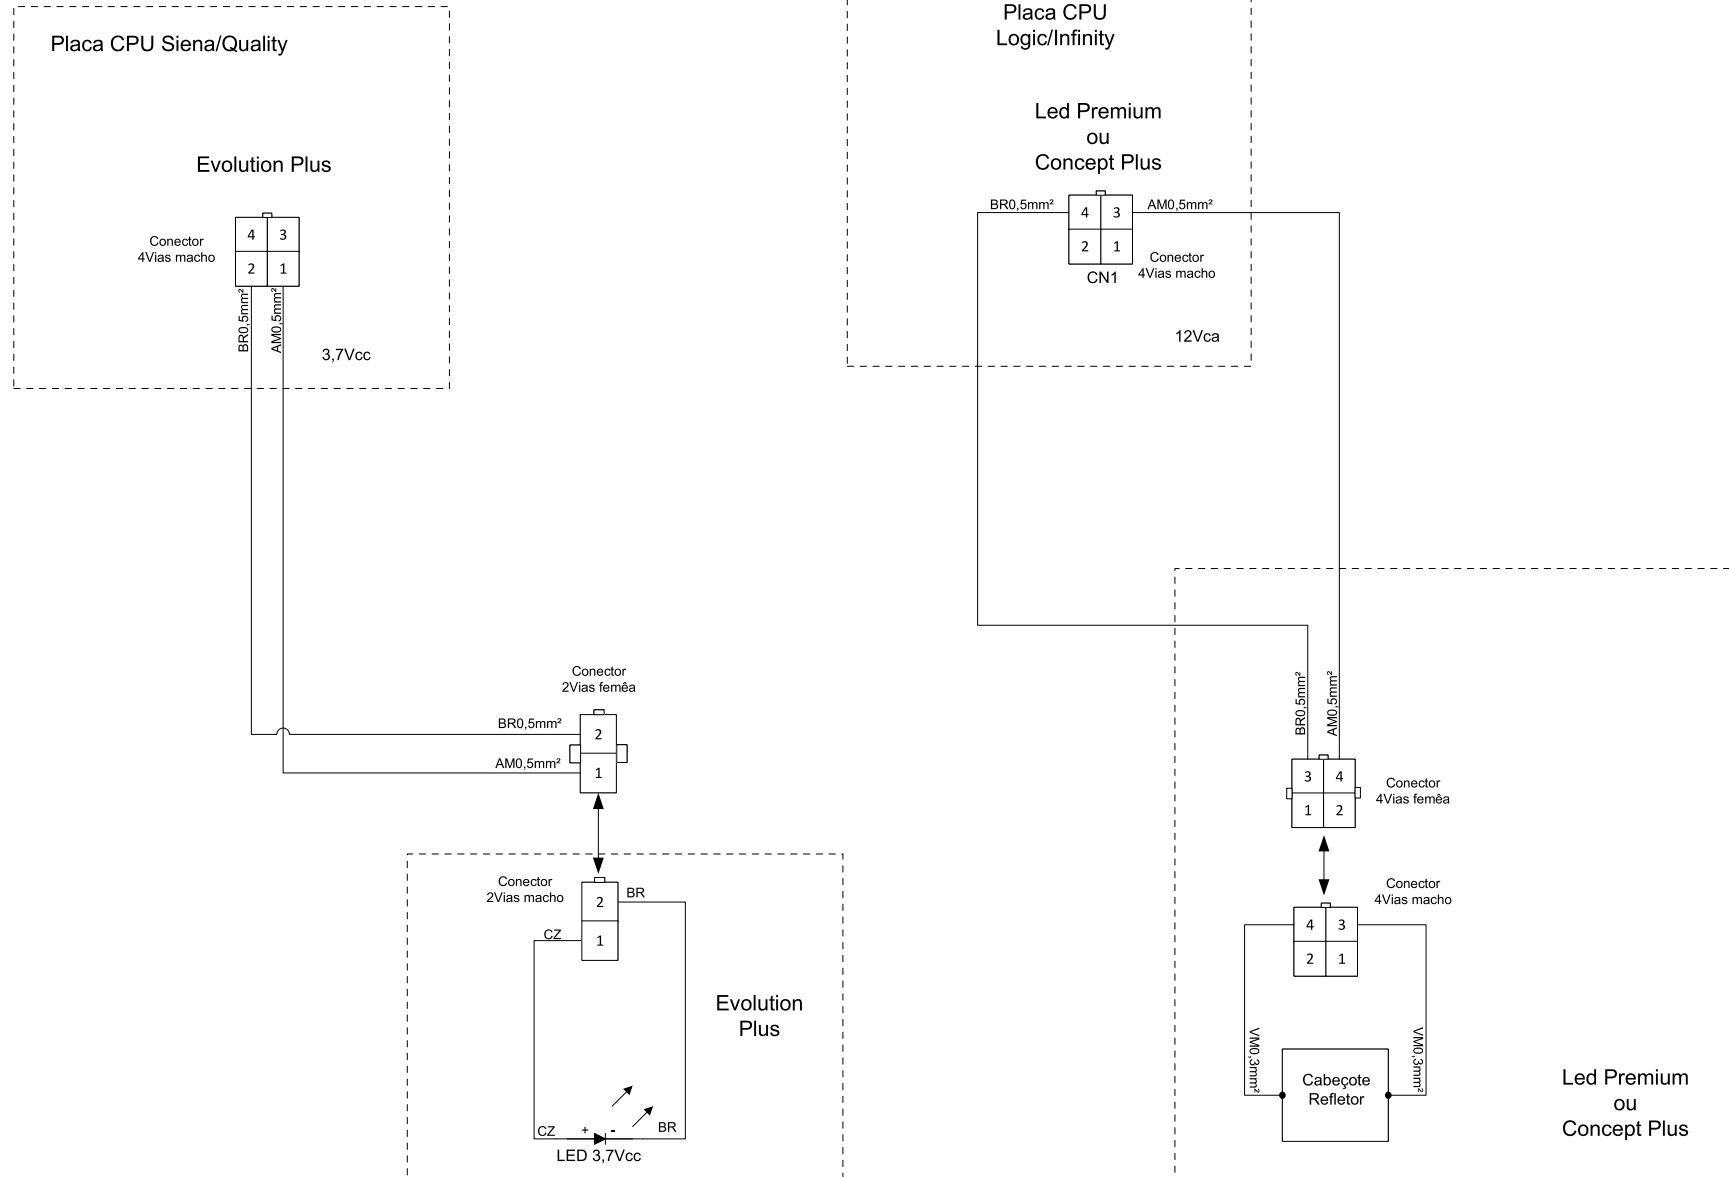 Placa CPU Siena/Quality
Evolution Plus
Conector
4Vias macho
4 3
2 1
BR0,5mm²
AM0,5mm²
3,7Vcc
Conector
2Vias femêa
BR0,5mm²
2
AM0,5mm²
1
Conector
2Vias macho
2
BR
CZ
1
Evolution
Plus
CZ
+
-
BR
LED 3,7Vcc
Placa CPU
Logic/Infinity
Led Premium
ou
Concept Plus
BR0,5mm²
4 3
AM0,5mm²
2 1
CN1
Conector
4Vias macho
12Vca
BR0,5mm²
AM0,5mm²
3 4
1 2
Conector
4Vias femêa
Conector
4Vias macho
4 3
2 1
VM0,3mm²
VM0,3mm²
Cabeçote
Refletor
Led Premium
ou
Concept Plus